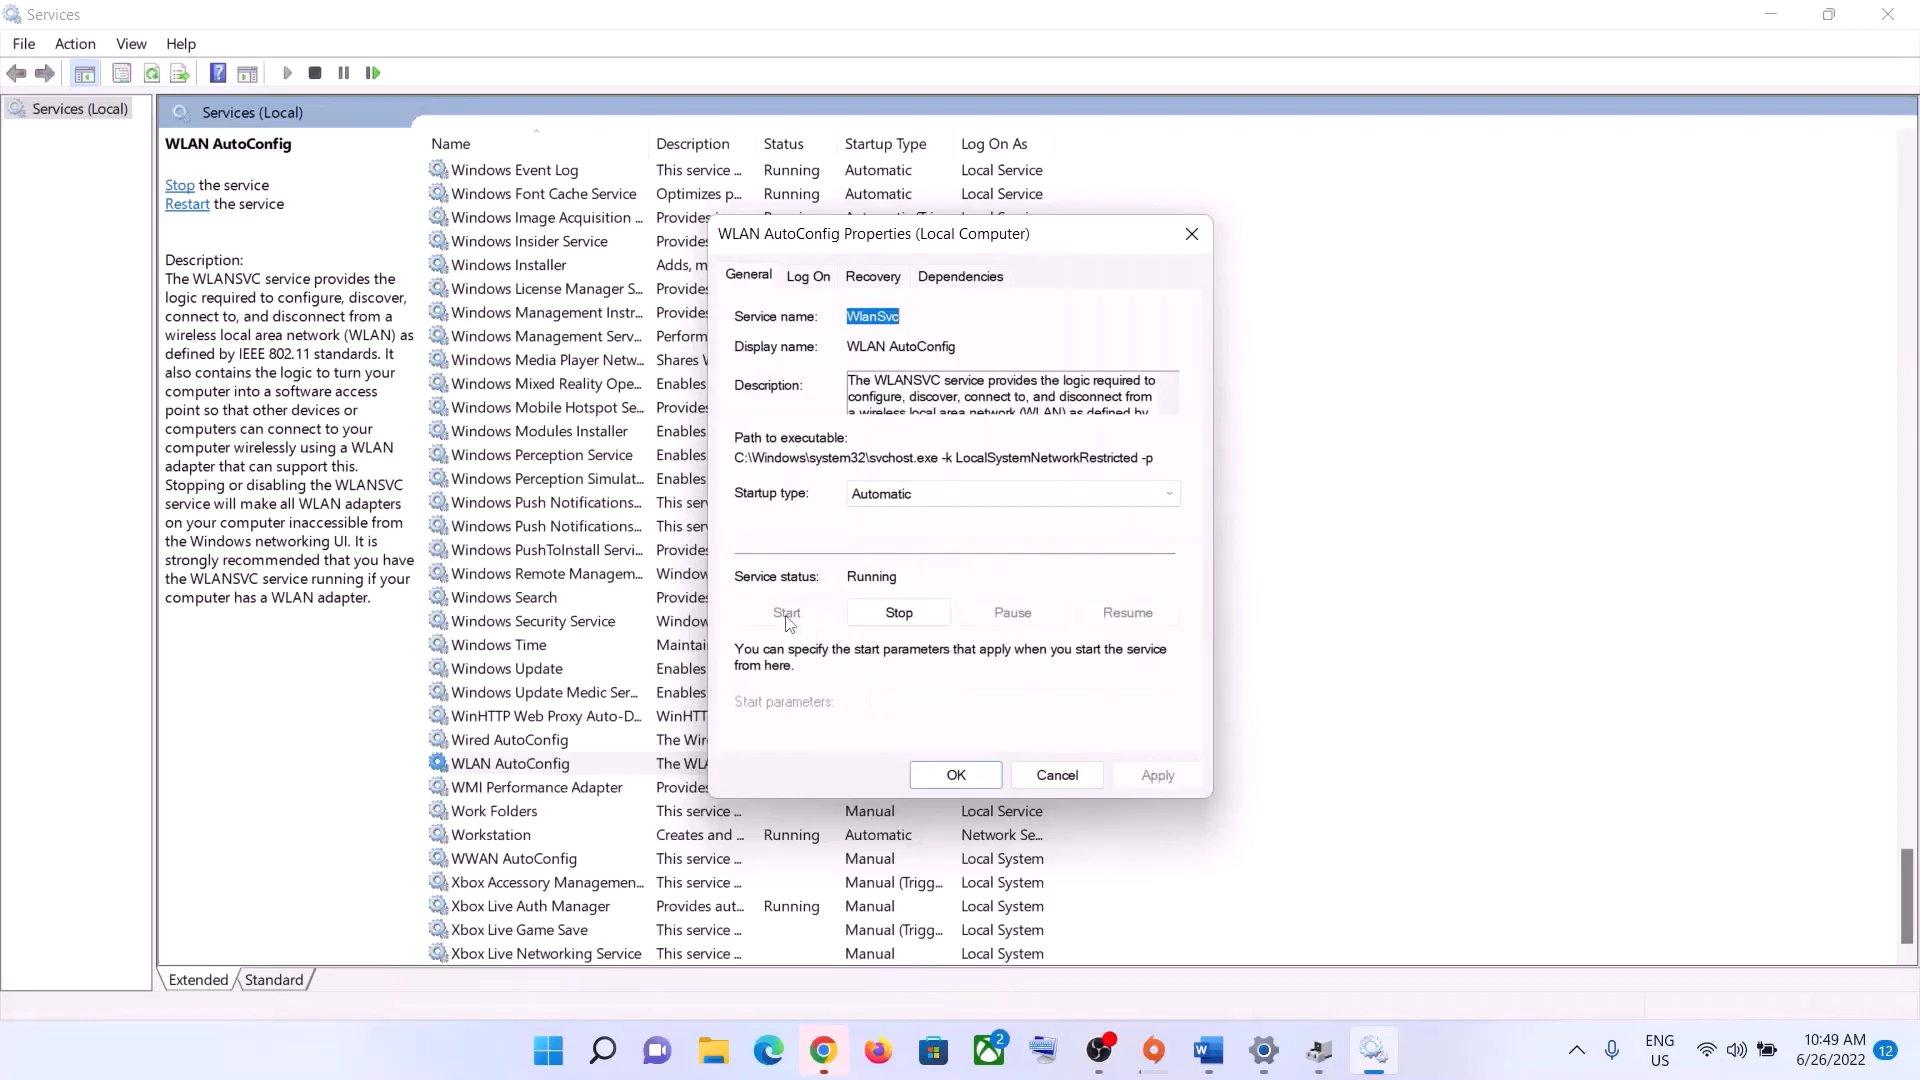 Services
File Action View Help
Services (Local)
Services (Local)
WLAN AutoConfig
Stop the service
Restart the service
Description:
The WLANSVC service provides the
logic required to configure, discover,
connect to, and disconnect from a
wireless local area network (WLAN) as
defined by IEEE 802.11 standards. It
also contains the logic to turn your
computer into a software access
point so that other devices or
computers can connect to your
computer wirelessly using a WLAN
adapter that can support this.
Stopping or disabling the WLANSVC
service will make all WLAN adapters
on your computer inaccessible from
the Windows networking UI. It is
strongly recommended that you have
the WLANSVC service running if your
computer has a WLAN adapter.
Name Description Status Startup Type Log On As
Windows Event Log This service ... Running Automatic Local Service
Windows Font Cache Service Optimizes p... Running Automatic Local Service
Windows Image Acquisition ... Provides
Windows Insider Service Provide
Windows Installer Adds, m
Windows License Manager S... Provide
Windows Management Instr... Provide
Windows Management Serv... Perform
Windows Media Player Netw... Shares
Windows Mixed Reality Ope... Enables
Windows Mobile Hotspot Se... Provide
Windows Modules Installer Enables
Windows Perception Service Enables
Windows Perception Simulat... Enables
Windows Push Notifications... This ser
Windows Push Notifications... This ser
Windows PushToInstall Servi... Provide
Windows Remote Managem... Window
Windows Search Provide
Windows Security Service Windov
Windows Time Maintai
Windows Update Enables
Windows Update Medic Ser... Enables
WinHTTP Web Proxy Auto-D... WinHTT
Wired AutoConfig The Wir
WLAN AutoConfig The WLA
WMI Performance Adapter Provide
Work Folders This service ... Manual Local Service
Workstation Creates and ... Running Automatic Network Se...
WWAN AutoConfig This service ... Manual Local System
Xbox Accessory Managemen... This service ... Manual (Trigg... Local System
Xbox Live Auth Manager Provides aut... Running Manual Local System
Xbox Live Game Save This service ... Manual (Trigg... Local System
Xbox Live Networking Service This service ... Manual Local System
WLAN AutoConfig Properties (Local Computer)
General Log On Recovery Dependencies
Service name: WlanSvc
Display name: WLAN AutoConfig
Description: The WLANSVC service provides the logic required to
configure, discover, connect to, and disconnect from
a wireless local area network (WLAN) as defined by
Path to executable:
C:\Windows\system32\svchost.exe -k LocalSystemNetworkRestricted -p
Startup type: Automatic
Service status: Running
Start Stop Pause Resume
You can specify the start parameters that apply when you start the service
from here.
Start parameters:
OK Cancel Apply
Extended Standard
2
ENG
US
10:49 AM
6/26/2022
12